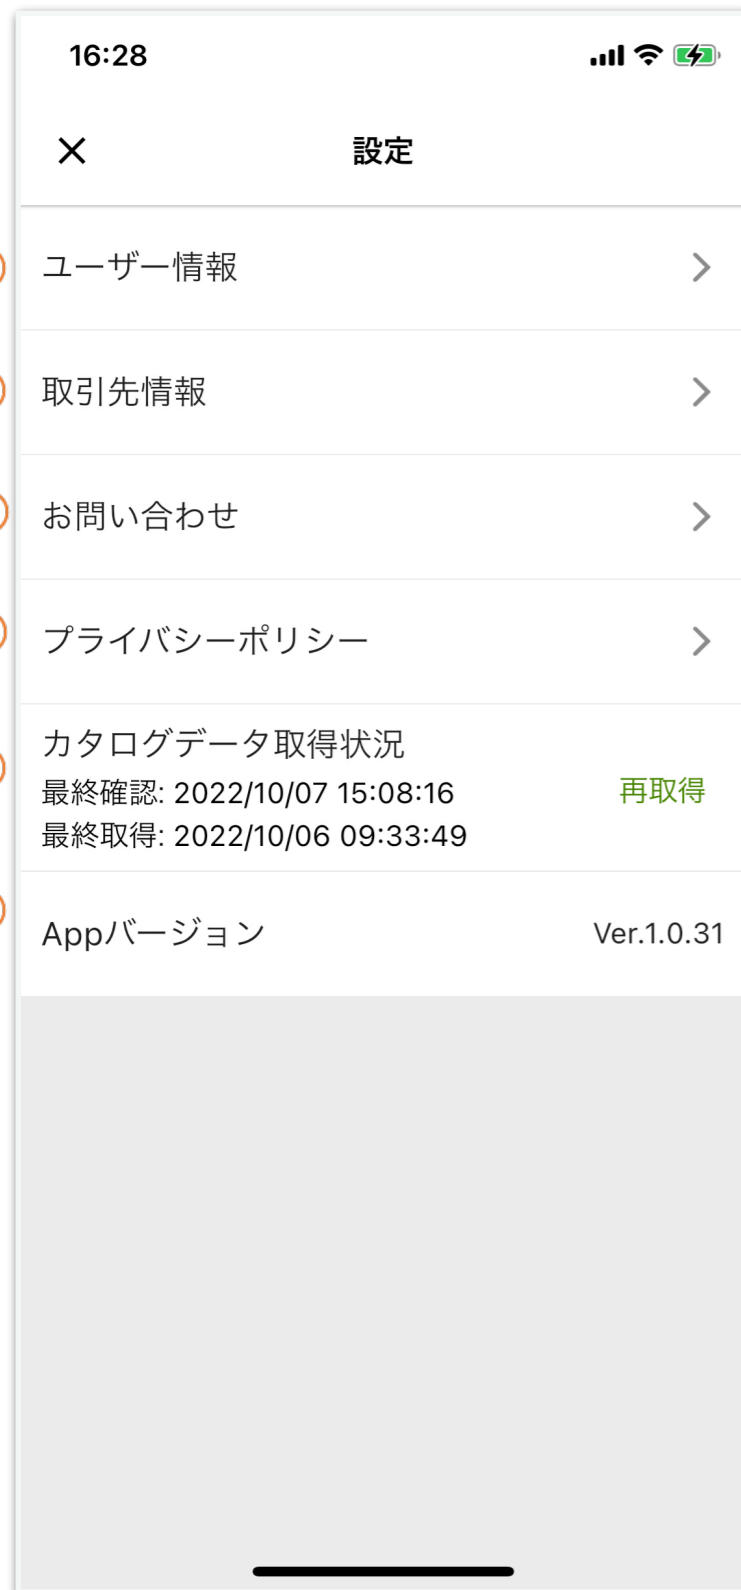 16:28
設定
ユーザー情報
取引先情報
お問い合わせ
プライバシーポリシー
カタログデータ取得状況
最終確認: 2022/10/07 15:08:16
再取得
最終取得: 2022/10/06 09:33:49
Appバージョン
Ver.1.0.31